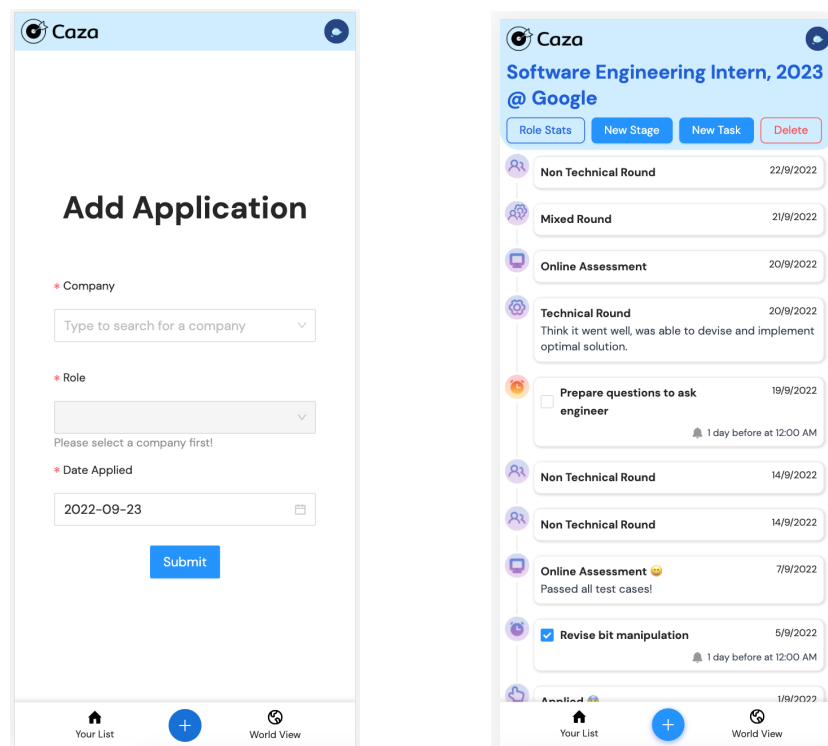 Caza
Add Application
* Company
Type to search for a company
* Role
Please select a company first!
* Date Applied
2022-09-23
Submit
Your List
World View
Caza
Software Engineering Intern, 2023
@ Google
Role Stats
New Stage
New Task
Delete
Non Technical Round 22/9/2022
Mixed Round 21/9/2022
Online Assessment 20/9/2022
Technical Round 20/9/2022
Think it went well, was able to devise and implement
optimal solution.
Prepare questions to ask 19/9/2022
engineer
1 day before at 12:00 AM
Non Technical Round 14/9/2022
Non Technical Round 14/9/2022
Online Assessment 😄 7/9/2022
Passed all test cases!
Revise bit manipulation 5/9/2022
1 day before at 12:00 AM
Applied 😰 1/9/2022
Your List
World View